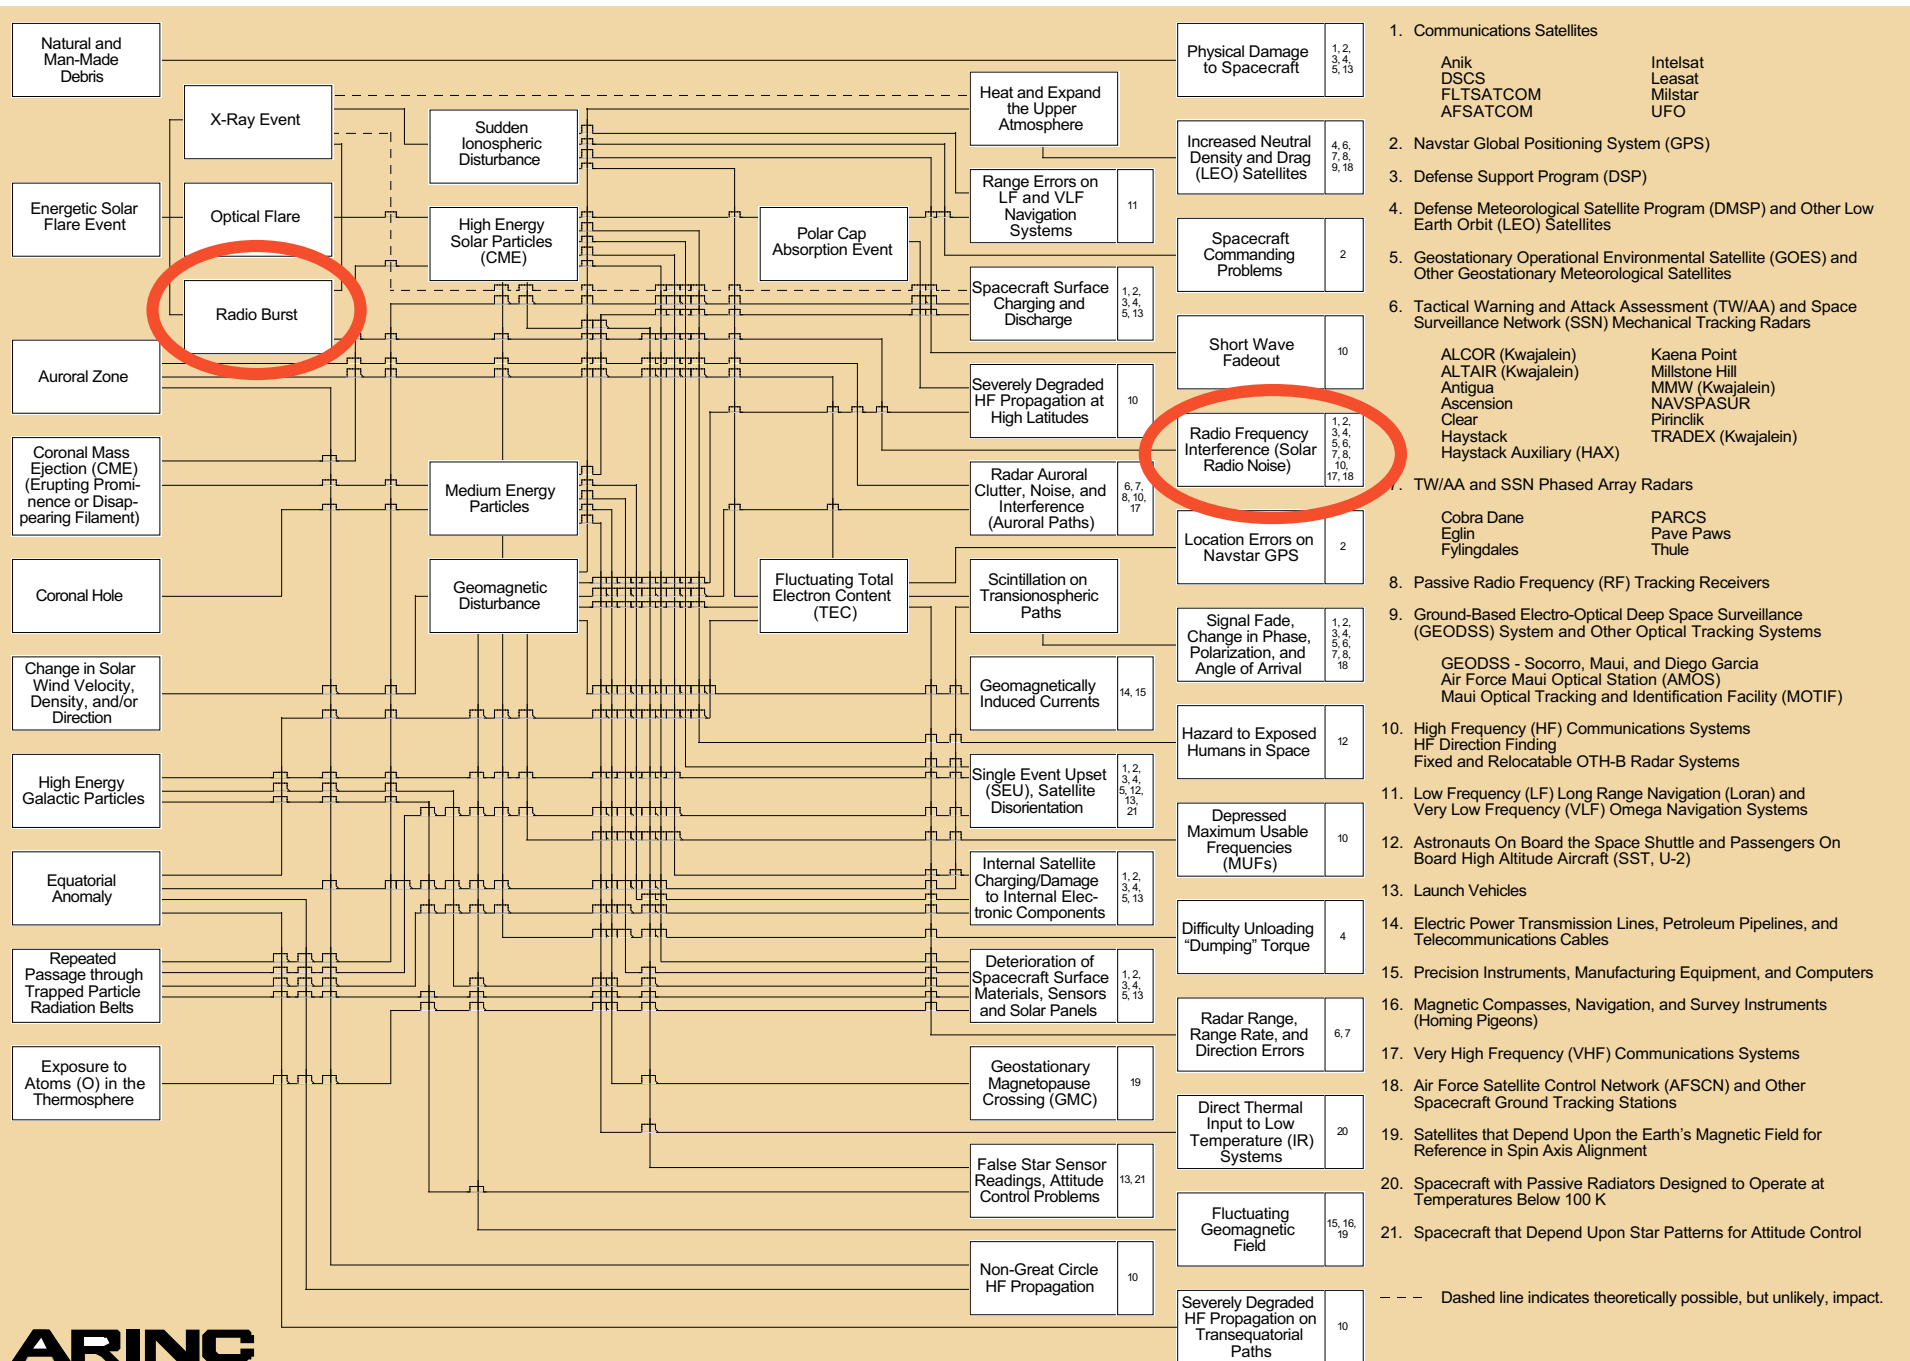 Natural and
Man-Made
Debris
X-Ray Event
Energetic Solar
Flare Event
Optical Flare
Radio Burst
Auroral Zone
Coronal Mass
Ejection (CME)
(Erupting Promi-
nence or Disap-
pearing Filament)
Coronal Hole
Change in Solar
Wind Velocity,
Density, and/or
Direction
High Energy
Galactic Particles
Equatorial
Anomaly
Repeated
Passage through
Trapped Particle
Radiation Belts
Exposure to
Atoms (O) in the
Thermosphere
Sudden
Ionospheric
Disturbance
High Energy
Solar Particles
(CME)
Medium Energy
Particles
Geomagnetic
Disturbance
Polar Cap
Absorption Event
Fluctuating Total
Electron Content
(TEC)
Heat and Expand
the Upper
Atmosphere
Range Errors on
LF and VLF
Navigation
Systems
11
Spacecraft Surface
Charging and
Discharge
1, 2,
3, 4,
5, 13
Severely Degraded
HF Propagation at
High Latitudes
10
Radar Auroral
Clutter, Noise, and
Interference
(Auroral Paths)
6, 7,
8, 10,
17
Scintillation on
Transionospheric
Paths
Geomagnetically
Induced Currents
14, 15
Single Event Upset
(SEU), Satellite
Disorientation
1, 2,
3, 4,
5, 12,
13,
21
Internal Satellite
Charging/Damage
to Internal Elec-
tronic Components
1, 2,
3, 4,
5, 13
Deterioration of
Spacecraft Surface
Materials, Sensors
and Solar Panels
1, 2,
3, 4,
5, 13
Geostationary
Magnetopause
Crossing (GMC)
19
False Star Sensor
Readings, Attitude
Control Problems
13, 21
Non-Great Circle
HF Propagation
10
Physical Damage
to Spacecraft
1, 2,
3, 4,
5, 13
Increased Neutral
Density and Drag
(LEO) Satellites
4, 6,
7, 8,
9, 18
Spacecraft
Commanding
Problems
2
Short Wave
Fadeout
10
Radio Frequency
Interference (Solar
Radio Noise)
1, 2,
3, 4,
5, 6,
7, 8,
10,
17, 18
Location Errors on
Navstar GPS
2
Signal Fade,
Change in Phase,
Polarization, and
Angle of Arrival
1, 2,
3, 4,
5, 6,
7, 8,
18
Hazard to Exposed
Humans in Space
12
Depressed
Maximum Usable
Frequencies
(MUFs)
10
Difficulty Unloading
“Dumping” Torque
4
Radar Range,
Range Rate, and
Direction Errors
6, 7
Direct Thermal
Input to Low
Temperature (IR)
Systems
20
Fluctuating
Geomagnetic
Field
15, 16,
19
Severely Degraded
HF Propagation on
Transequatorial
Paths
10
1. Communications Satellites
Anik Intelsat
DSCS Leasat
FLTSATCOM Milstar
AFSATCOM UFO
2. Navstar Global Positioning System (GPS)
3. Defense Support Program (DSP)
4. Defense Meteorological Satellite Program (DMSP) and Other Low
Earth Orbit (LEO) Satellites
5. Geostationary Operational Environmental Satellite (GOES) and
Other Geostationary Meteorological Satellites
6. Tactical Warning and Attack Assessment (TW/AA) and Space
Surveillance Network (SSN) Mechanical Tracking Radars
ALCOR (Kwajalein) Kaena Point
ALTAIR (Kwajalein) Millstone Hill
Antigua MMW (Kwajalein)
Ascension NAVSPASUR
Clear Pirinclik
Haystack TRADEX (Kwajalein)
Haystack Auxiliary (HAX)
7. TW/AA and SSN Phased Array Radars
Cobra Dane PARCS
Eglin Pave Paws
Fylingdales Thule
8. Passive Radio Frequency (RF) Tracking Receivers
9. Ground-Based Electro-Optical Deep Space Surveillance
(GEODSS) System and Other Optical Tracking Systems
GEODSS - Socorro, Maui, and Diego Garcia
Air Force Maui Optical Station (AMOS)
Maui Optical Tracking and Identification Facility (MOTIF)
10. High Frequency (HF) Communications Systems
HF Direction Finding
Fixed and Relocatable OTH-B Radar Systems
11. Low Frequency (LF) Long Range Navigation (Loran) and
Very Low Frequency (VLF) Omega Navigation Systems
12. Astronauts On Board the Space Shuttle and Passengers On
Board High Altitude Aircraft (SST, U-2)
13. Launch Vehicles
14. Electric Power Transmission Lines, Petroleum Pipelines, and
Telecommunications Cables
15. Precision Instruments, Manufacturing Equipment, and Computers
16. Magnetic Compasses, Navigation, and Survey Instruments
(Homing Pigeons)
17. Very High Frequency (VHF) Communications Systems
18. Air Force Satellite Control Network (AFSCN) and Other
Spacecraft Ground Tracking Stations
19. Satellites that Depend Upon the Earth’s Magnetic Field for
Reference in Spin Axis Alignment
20. Spacecraft with Passive Radiators Designed to Operate at
Temperatures Below 100 K
21. Spacecraft that Depend Upon Star Patterns for Attitude Control
Dashed line indicates theoretically possible, but unlikely, impact.
ARINC